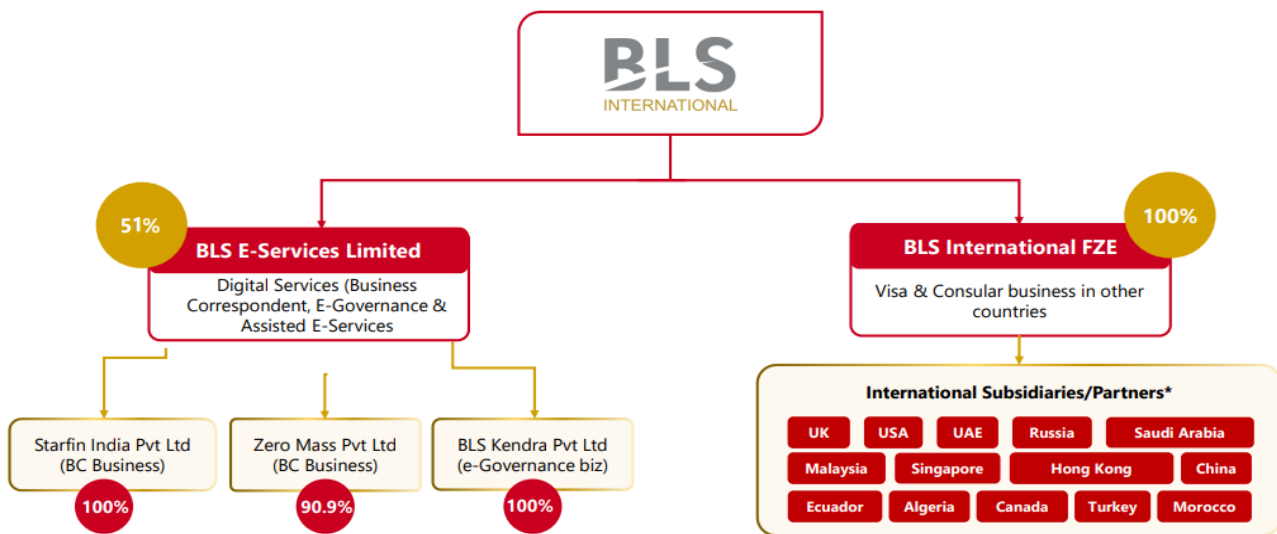 BLS
INTERNATIONAL
51%
BLS E-Services Limited
Digital Services (Business
Correspondent, E-Governance &
Assisted E-Services
100%
BLS International FZE
Visa & Consular business in other
countries
Starfin India Pvt Ltd
(BC Business)
100%
Zero Mass Pvt Ltd
(BC Business)
90.9%
BLS Kendra Pvt Ltd
(e-Governance biz)
100%
International Subsidiaries/Partners*
UK USA UAE Russia Saudi Arabia
Malaysia Singapore Hong Kong China
Ecuador Algeria Canada Turkey Morocco